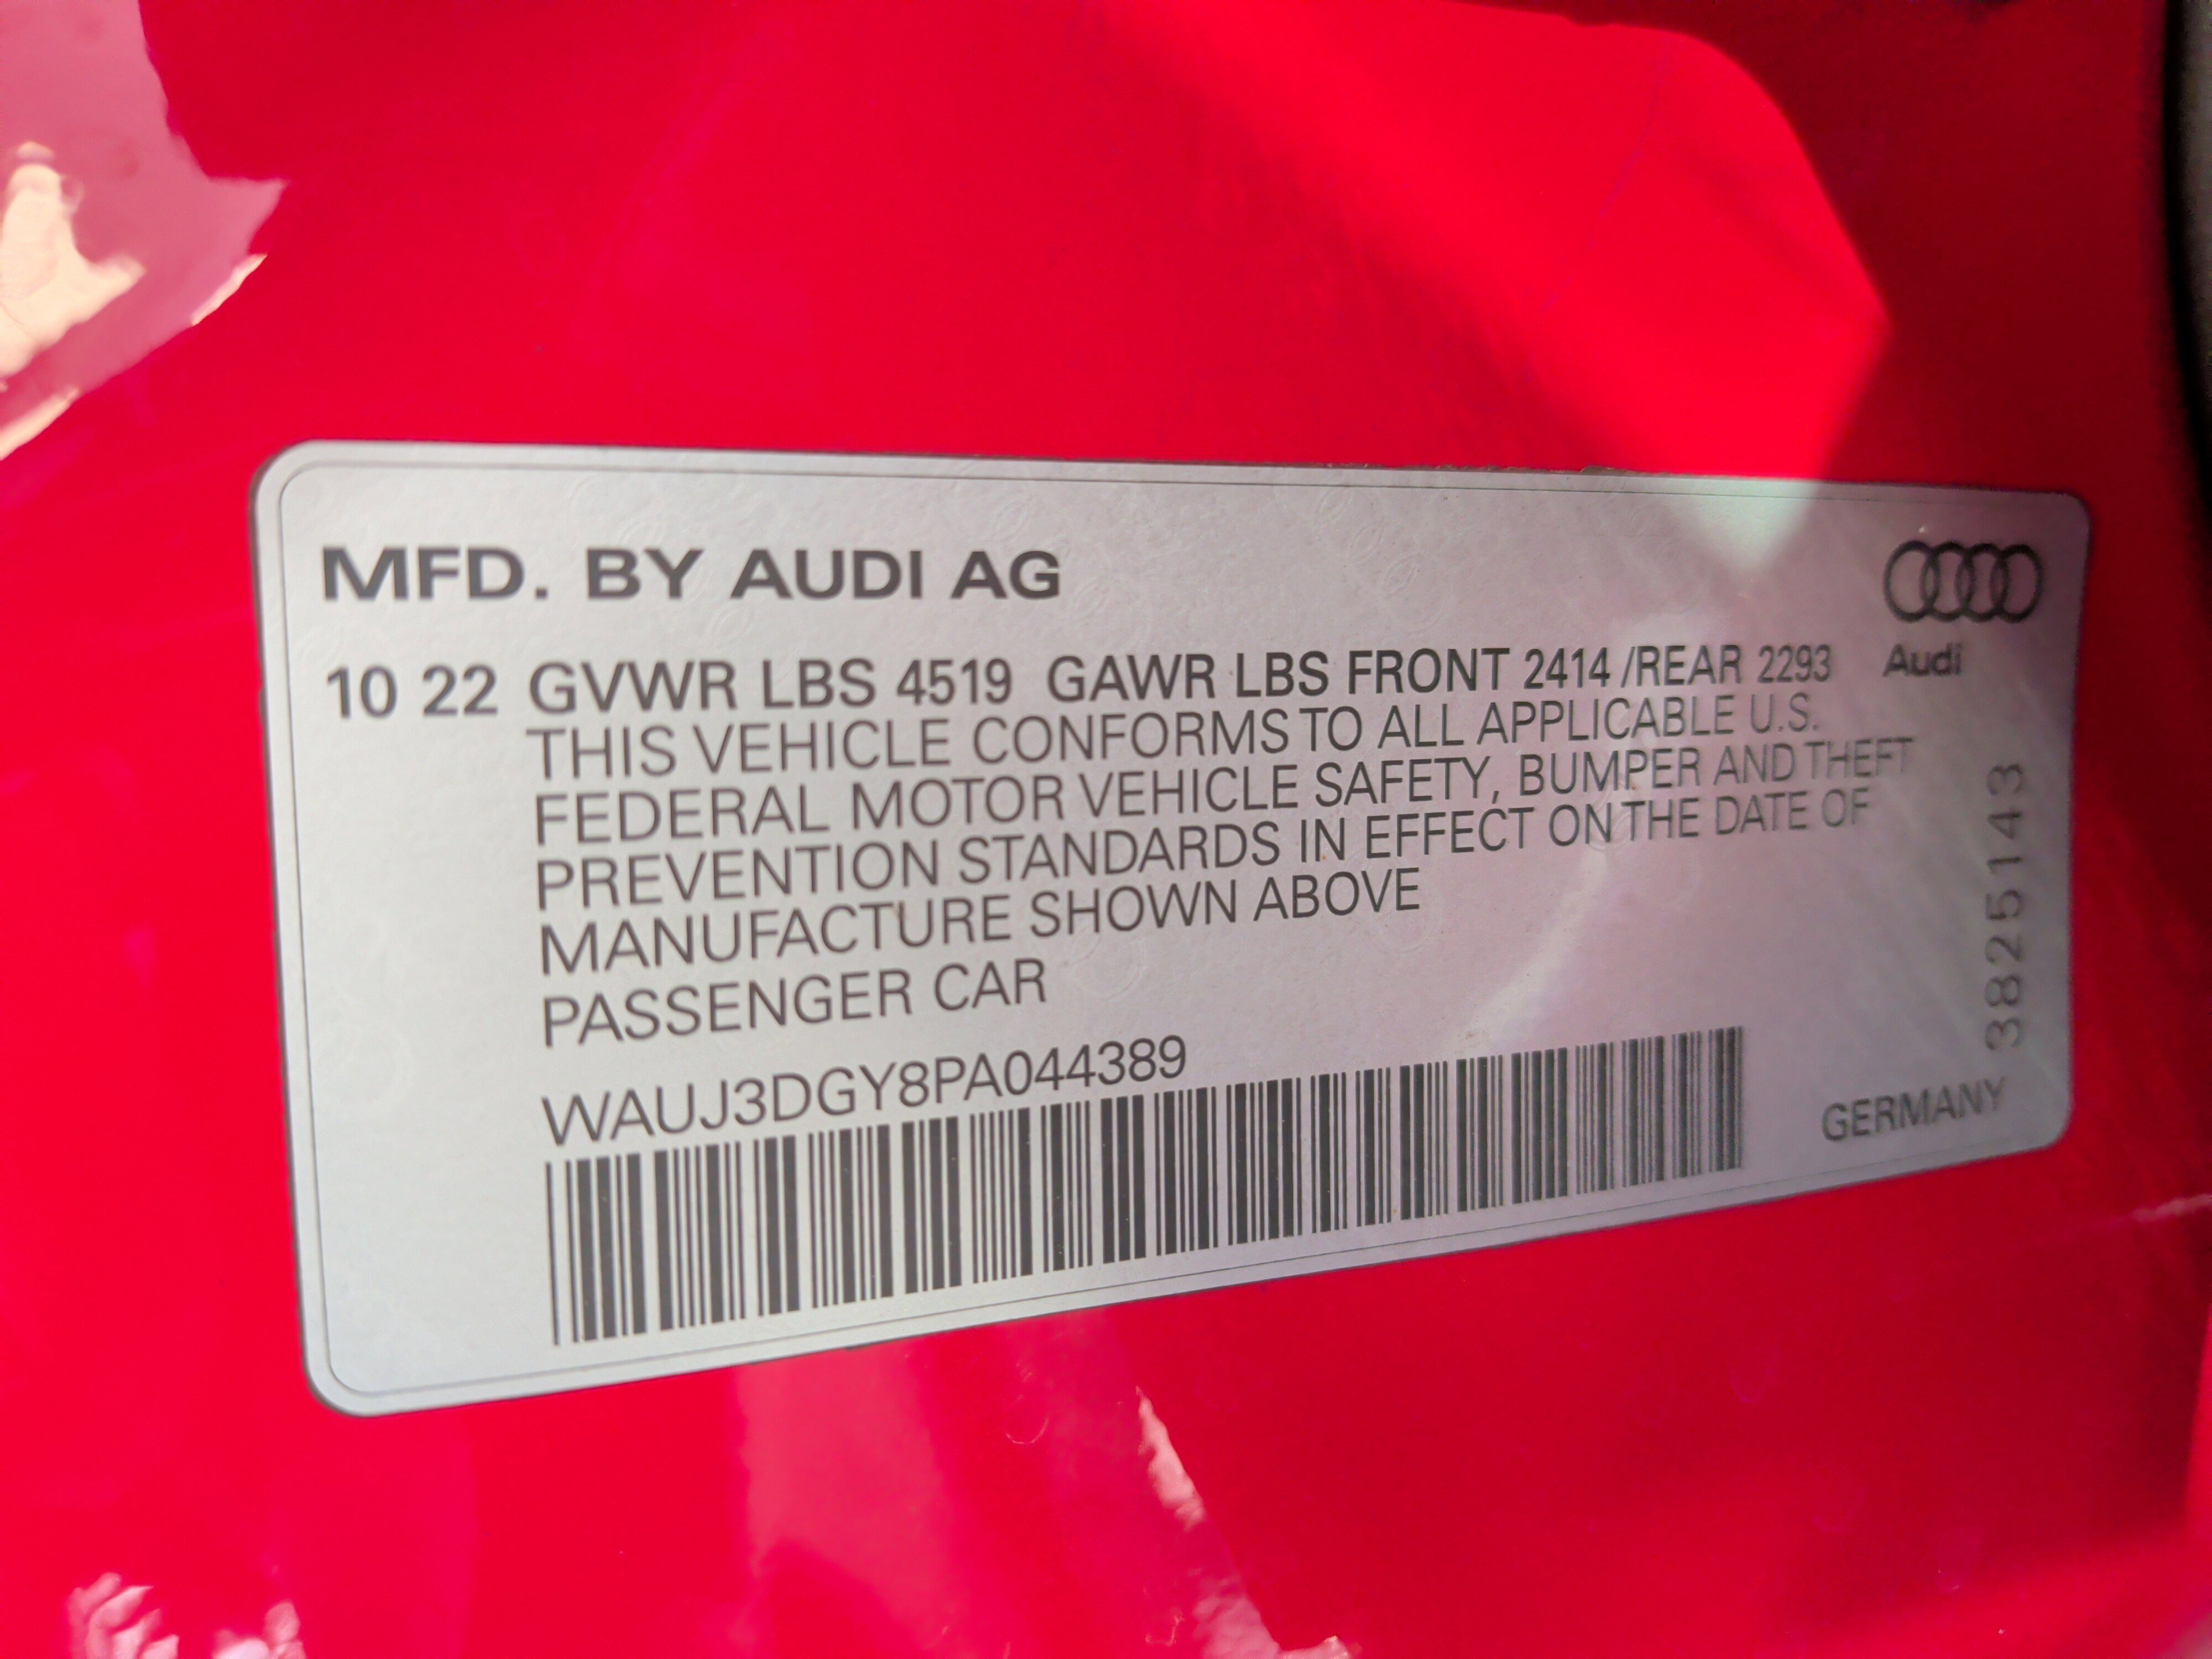 MFD. BY AUDI AG
10 22 GVWR LBS 4519 GAWR LBS FRONT 2414 /REAR 2293
THIS VEHICLE CONFORMS TO ALL APPLICABLE U.S.
FEDERAL MOTOR VEHICLE SAFETY, BUMPER AND THEFT
PREVENTION STANDARDS IN EFFECT ON THE DATE OF
MANUFACTURE SHOWN ABOVE
PASSENGER CAR
WAUJ3DGY8PA044389
Audi
3825143
GERMANY